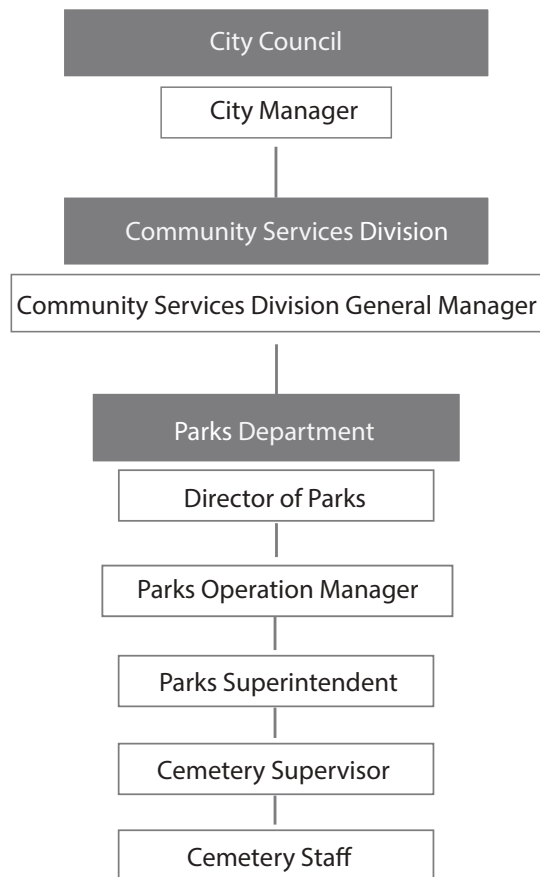 City Council
City Manager
Community Services Division
Community Services Division General Manager
Parks Department
Director of Parks
Parks Operation Manager
Parks Superintendent
Cemetery Supervisor
Cemetery Staff